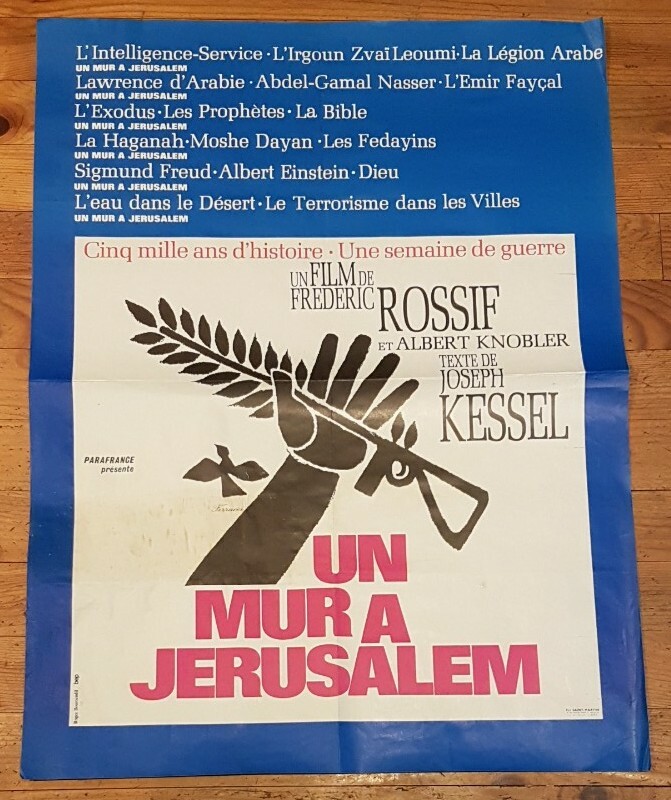 L'Intelligence-Service · L'Irgoun ZvaïLeoumi · La Légion Arabe
UN MUR A JERUSALEM
Lawrence d'Arabie · Abdel-Gamal Nasser · L'Emir Fayçal
UN MUR A JERUSALEM
L'Exodus · Les Prophètes · La Bible
UN MUR A JERUSALEM
La Haganah · Moshe Dayan · Les Fedayins
UN MUR A JERUSALEM
Sigmund Freud · Albert Einstein · Dieu
UN MUR A JERUSALEM
L'eau dans le Désert · Le Terrorisme dans les Villes
UN MUR A JERUSALEM
Cinq mille ans d'histoire · Une semaine de guerre
UN FILM DE
FREDERIC ROSSIF
ET ALBERT KNOBLER
TEXTE DE
JOSEPH
KESSEL
PARAFRANCE
présente
Ferracci
UN
MUR A
JERUSALEM
bep